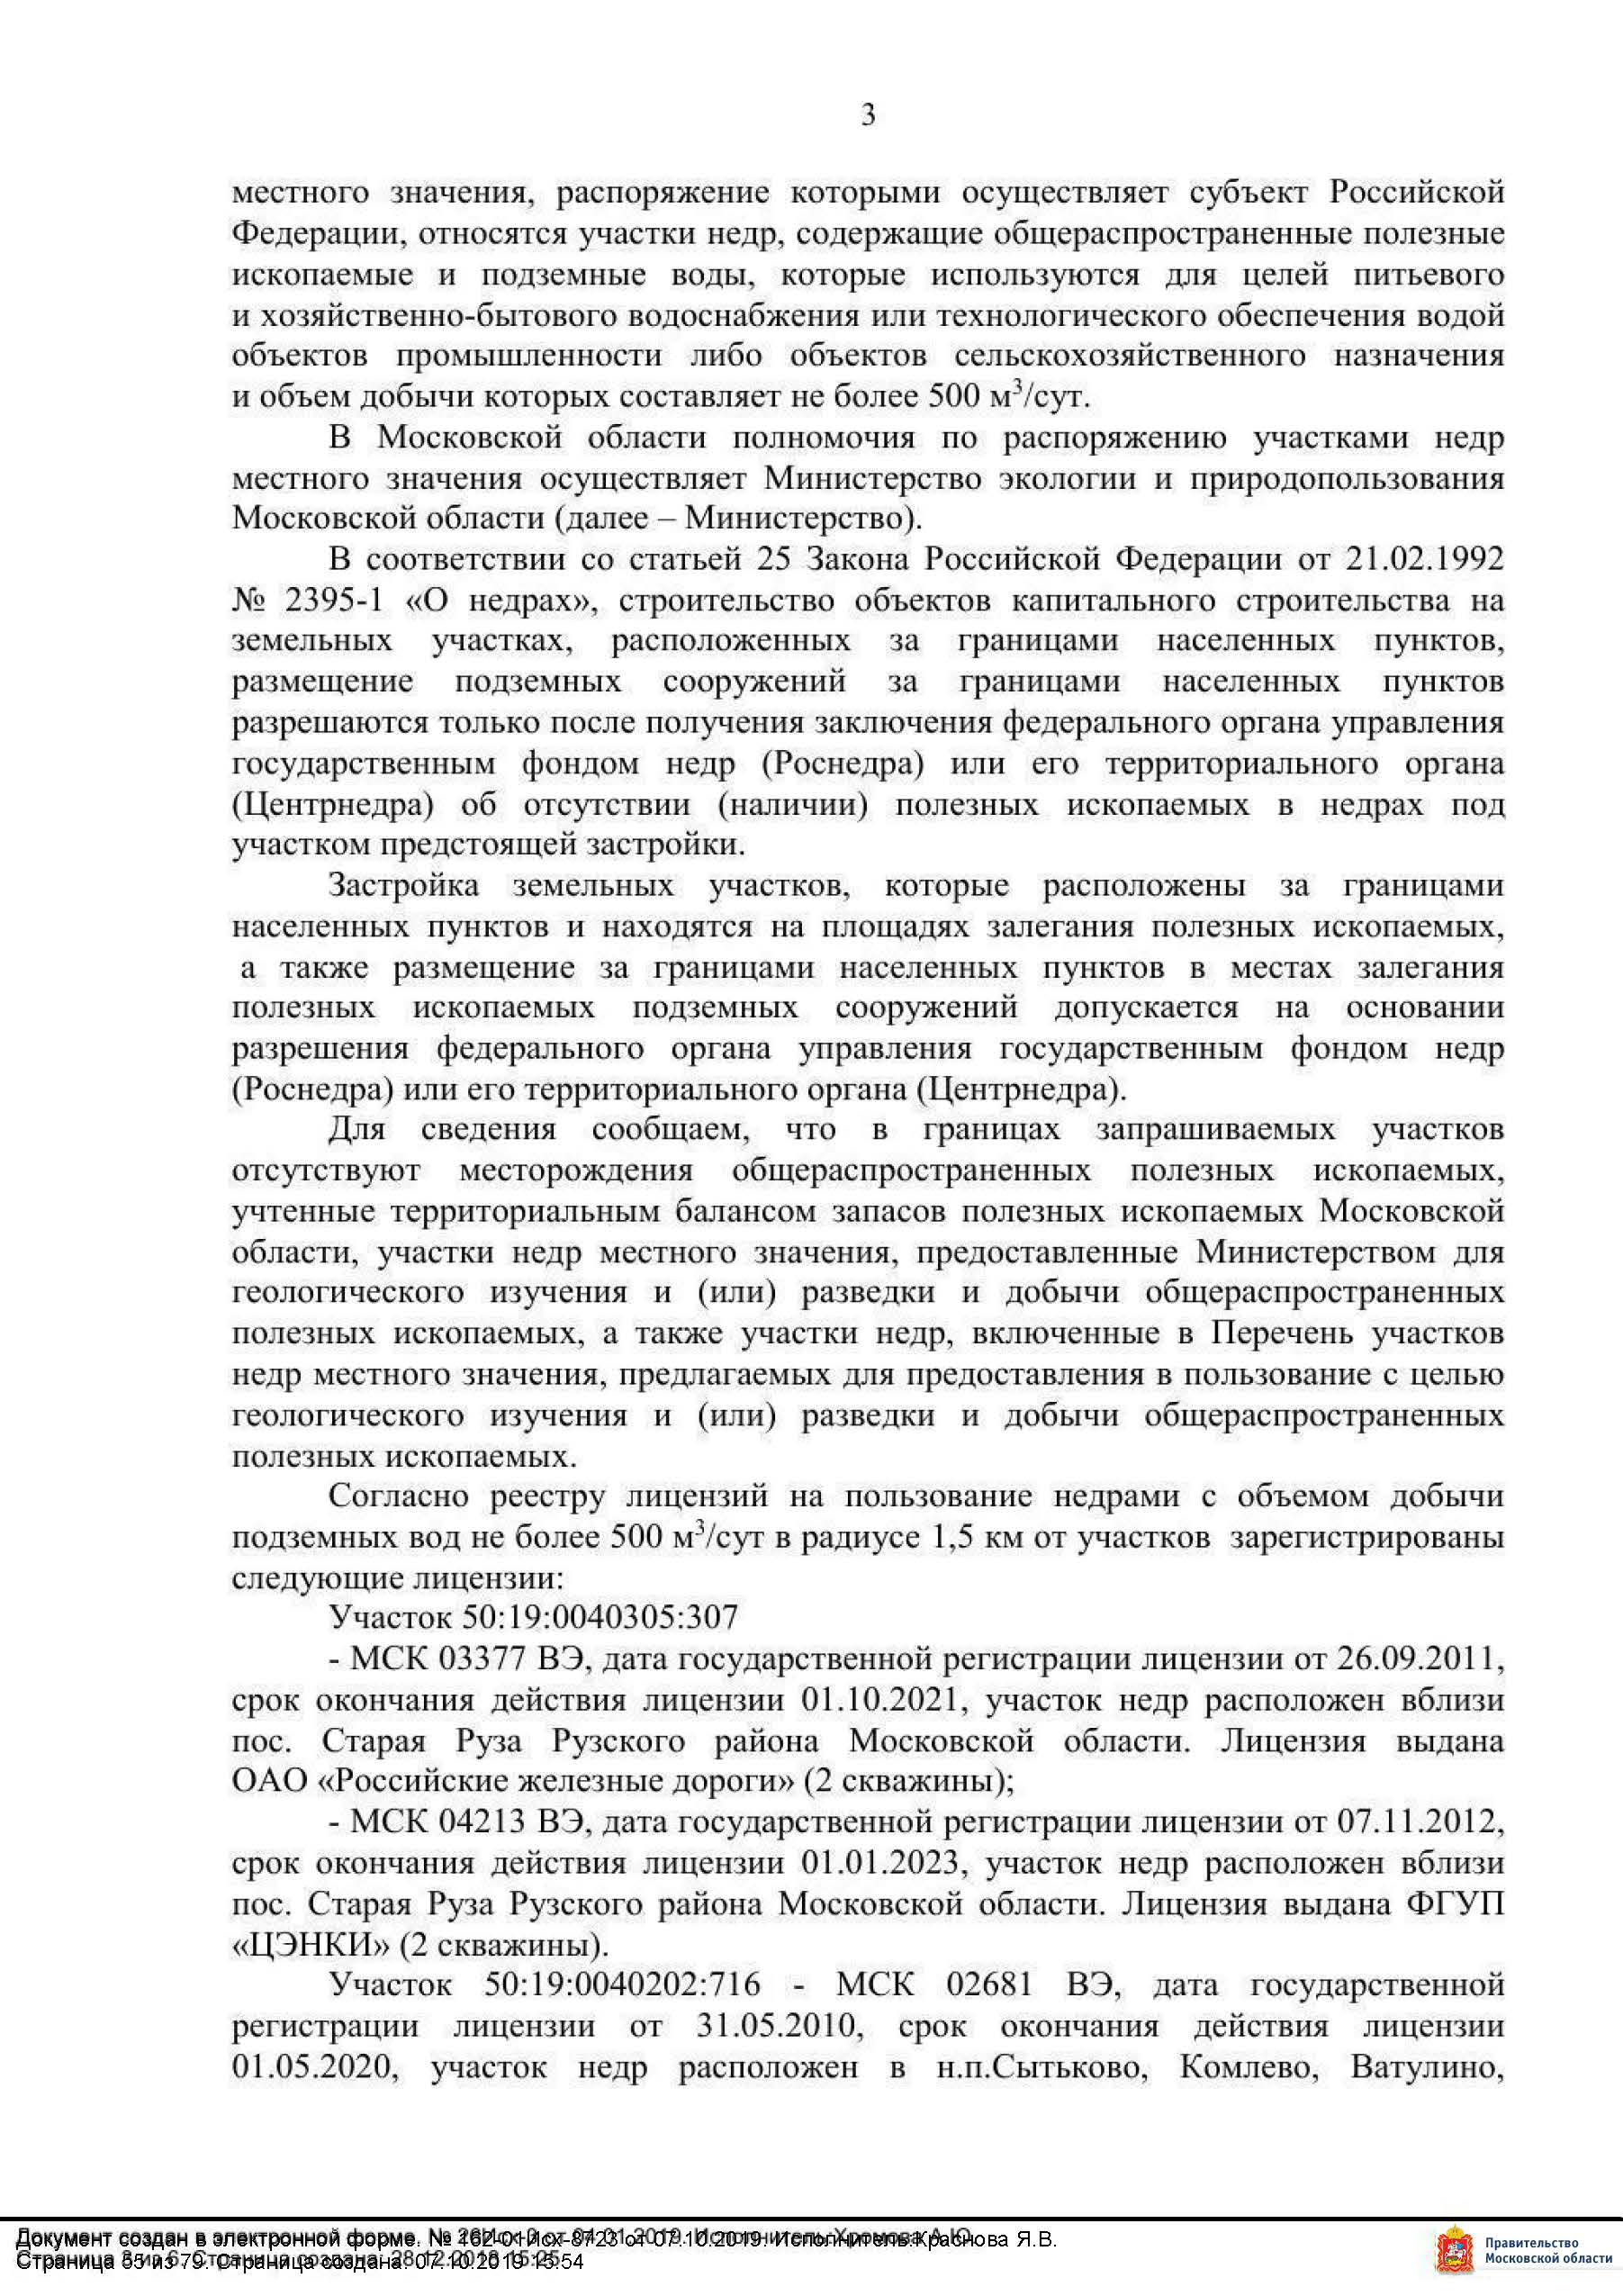 3
местного значения, распоряжение которыми осуществляет субъект Российской
Федерации, относятся участки недр, содержащие общераспространенные полезные
ископаемые и подземные воды, которые используются для целей питьевого
и хозяйственно-бытового водоснабжения или технологического обеспечения водой
объектов промышленности либо объектов сельскохозяйственного назначения
и объем добычи которых составляет не более 500 м³/сут.
В Московской области полномочия по распоряжению участками недр
местного значения осуществляет Министерство экологии и природопользования
Московской области (далее – Министерство).
В соответствии со статьей 25 Закона Российской Федерации от 21.02.1992
№ 2395-1 «О недрах», строительство объектов капитального строительства на
земельных участках, расположенных за границами населенных пунктов,
размещение подземных сооружений за границами населенных пунктов
разрешаются только после получения заключения федерального органа управления
государственным фондом недр (Роснедра) или его территориального органа
(Центрнедра) об отсутствии (наличии) полезных ископаемых в недрах под
участком предстоящей застройки.
Застройка земельных участков, которые расположены за границами
населенных пунктов и находятся на площадях залегания полезных ископаемых,
а также размещение за границами населенных пунктов в местах залегания
полезных ископаемых подземных сооружений допускается на основании
разрешения федерального органа управления государственным фондом недр
(Роснедра) или его территориального органа (Центрнедра).
Для сведения сообщаем, что в границах запрашиваемых участков
отсутствуют месторождения общераспространенных полезных ископаемых,
учтенные территориальным балансом запасов полезных ископаемых Московской
области, участки недр местного значения, предоставленные Министерством для
геологического изучения и (или) разведки и добычи общераспространенных
полезных ископаемых, а также участки недр, включенные в Перечень участков
недр местного значения, предлагаемых для предоставления в пользование с целью
геологического изучения и (или) разведки и добычи общераспространенных
полезных ископаемых.
Согласно реестру лицензий на пользование недрами с объемом добычи
подземных вод не более 500 м³/сут в радиусе 1,5 км от участков зарегистрированы
следующие лицензии:
Участок 50:19:0040305:307
- МСК 03377 ВЭ, дата государственной регистрации лицензии от 26.09.2011,
срок окончания действия лицензии 01.10.2021, участок недр расположен вблизи
пос. Старая Руза Рузского района Московской области. Лицензия выдана
ОАО «Российские железные дороги» (2 скважины);
- МСК 04213 ВЭ, дата государственной регистрации лицензии от 07.11.2012,
срок окончания действия лицензии 01.01.2023, участок недр расположен вблизи
пос. Старая Руза Рузского района Московской области. Лицензия выдана ФГУП
«ЦЭНКИ» (2 скважины).
Участок 50:19:0040202:716 - МСК 02681 ВЭ, дата государственной
регистрации лицензии от 31.05.2010, срок окончания действия лицензии
01.05.2020, участок недр расположен в н.п.Сытьково, Комлево, Ватулино,
Документ создан в электронной форме. № Исполнитель:Краснова Я.В.
Страница Страница создана: 07.10.2019
Правительство
Московской области